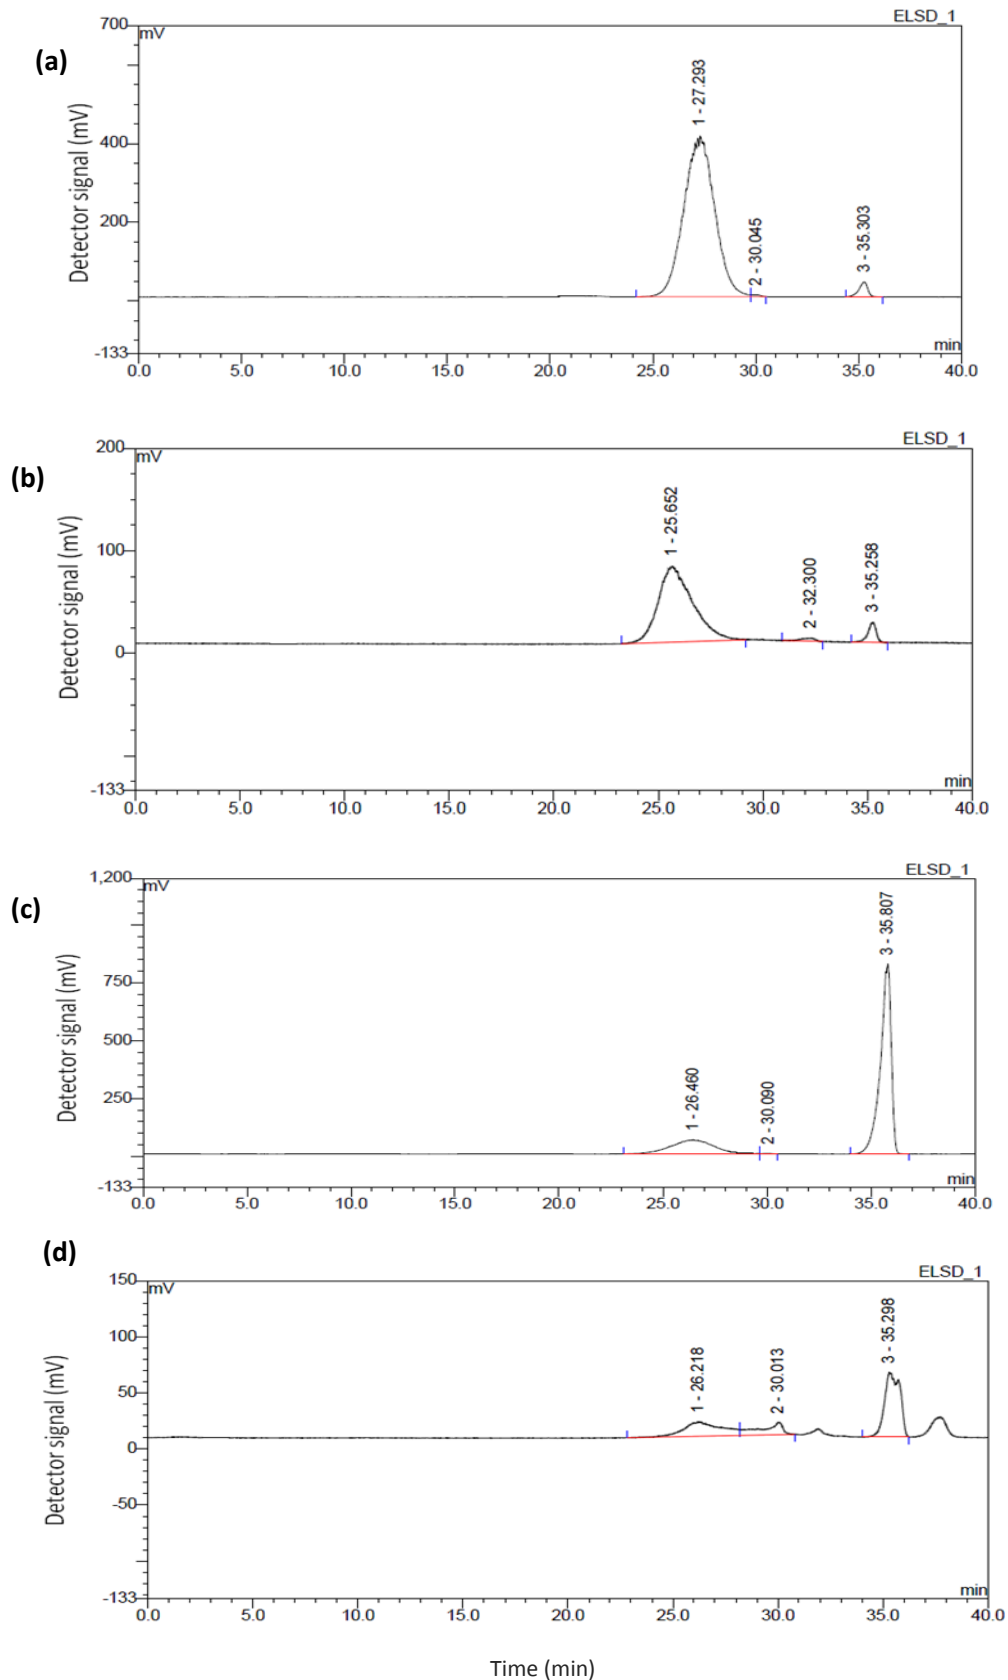 ELSD_1
700
mV
(a)
1 - 27.293
400
Detector signal (mV)
200
2 - 30.045
3 - 35.303
-133
min
0.0 5.0 10.0 15.0 20.0 25.0 30.0 35.0 40.0
ELSD_1
200
mV
(b)
1 - 25.652
100
Detector signal (mV)
2 - 32.300
3 - 35.258
0
-133
min
0.0 5.0 10.0 15.0 20.0 25.0 30.0 35.0 40.0
ELSD_1
1,200
mV
(c)
3 - 35.807
750
Detector signal (mV)
500
250
1 - 26.460
2 - 30.090
-133
min
0.0 5.0 10.0 15.0 20.0 25.0 30.0 35.0 40.0
(d)
ELSD_1
150
mV
100
Detector signal (mV)
50
1 - 26.218
2 - 30.013
3 - 35.298
0
-50
-133
min
0.0 5.0 10.0 15.0 20.0 25.0 30.0 35.0 40.0
Time (min)